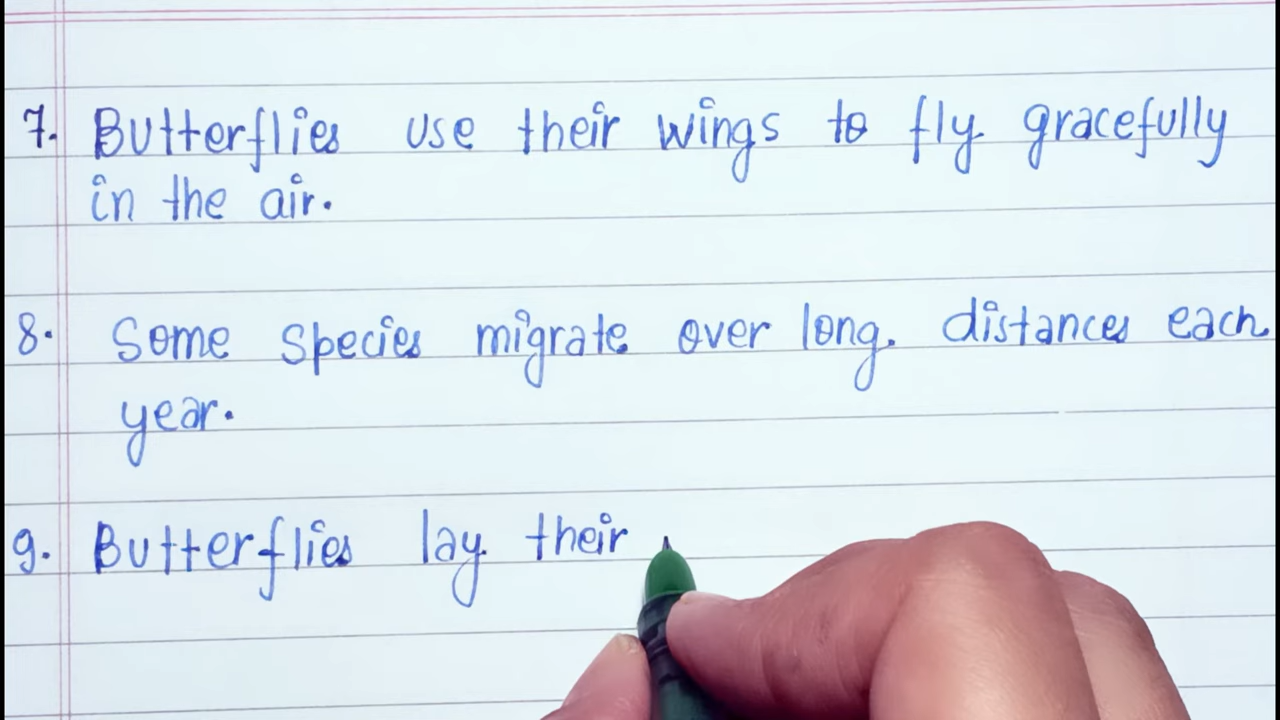 7. Butterflies use their wings to fly gracefully
in the air.
8. Some species migrate over long. distances each
year.
9. Butterflies lay their